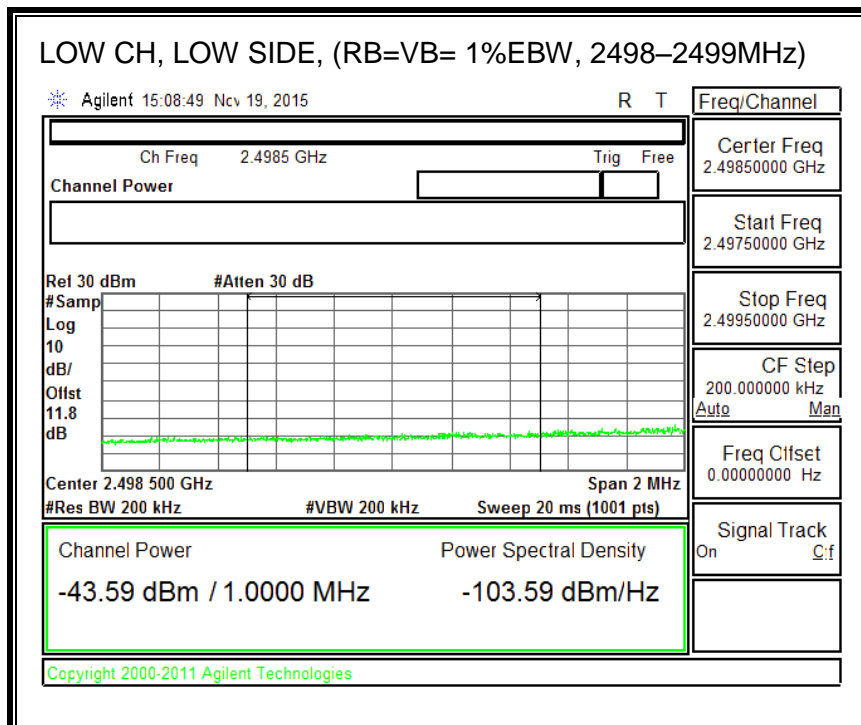 LOW CH, LOW SIDE, (RB=VB= 1%EBW, 2498–2499MHz)
Agilent 15:08:49 Nov 19, 2015 R T
Ch Freq 2.4985 GHz Trig Free
Channel Power
Ref 30 dBm #Atten 30 dB
#Samp
Log
10
dB/
Offst
11.8
dB
Center 2.498 500 GHz Span 2 MHz
#Res BW 200 kHz #VBW 200 kHz Sweep 20 ms (1001 pts)
Channel Power Power Spectral Density
-43.59 dBm / 1.0000 MHz -103.59 dBm/Hz
Copyright 2000-2011 Agilent Technologies
Freq/Channel
Center Freq
2.49850000 GHz
Start Freq
2.49750000 GHz
Stop Freq
2.49950000 GHz
CF Step
200.000000 kHz
Auto Man
Freq Offset
0.00000000 Hz
Signal Track
On Off